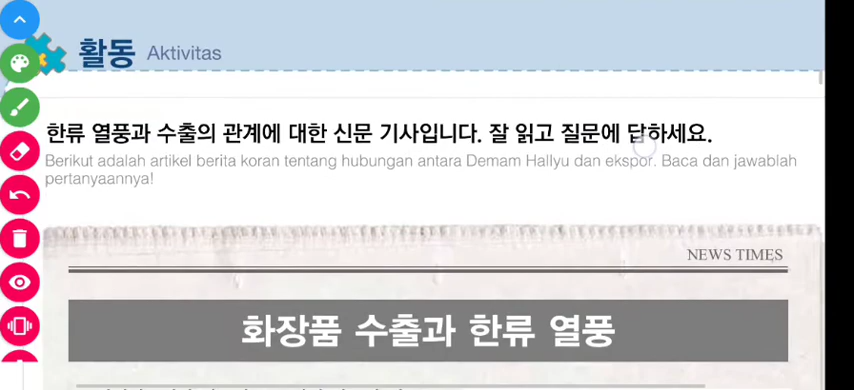 활동 Aktivitas
한류 열풍과 수출의 관계에 대한 신문 기사입니다. 잘 읽고 질문에 답하세요.
Berikut adalah artikel berita koran tentang hubungan antara Demam Hallyu dan ekspor. Baca dan jawablah
pertanyaannya!
NEWS TIMES
화장품 수출과 한류 열풍